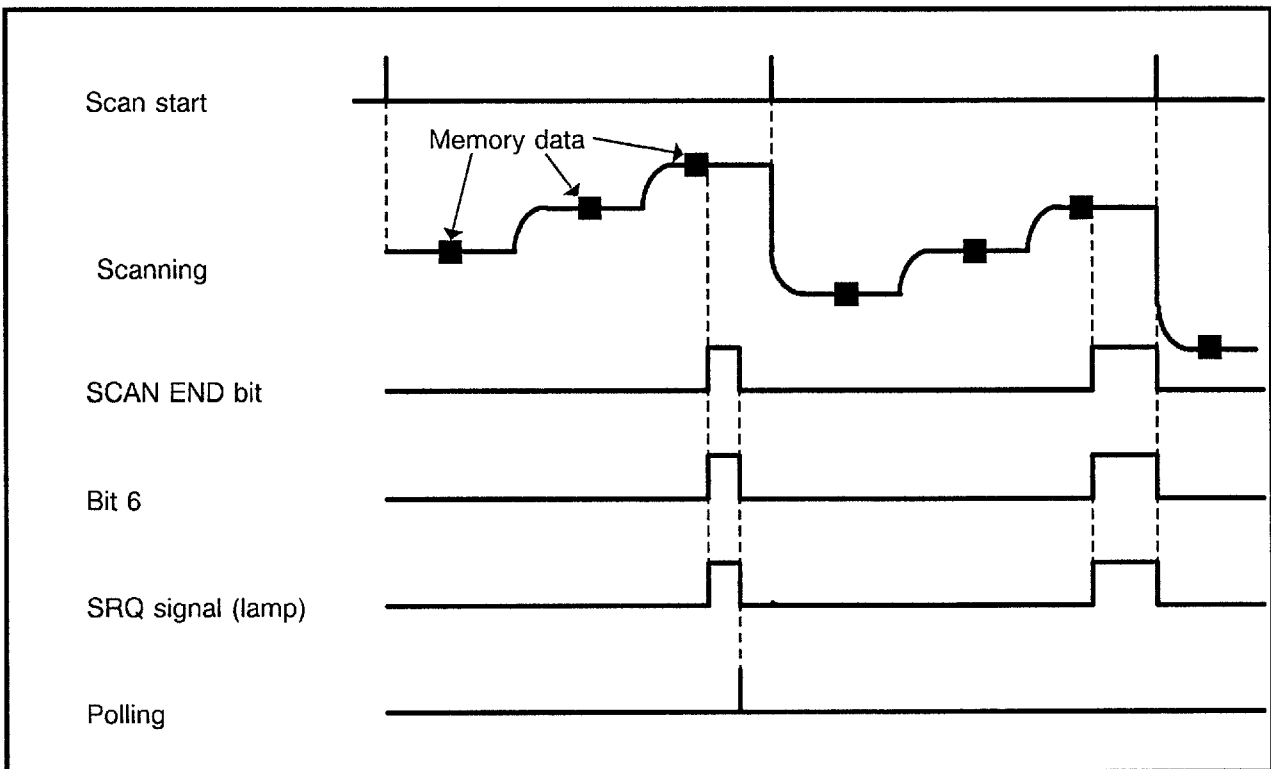 Scan start
Memory data
Scanning
SCAN END bit
Bit 6
SRQ signal (lamp)
Polling